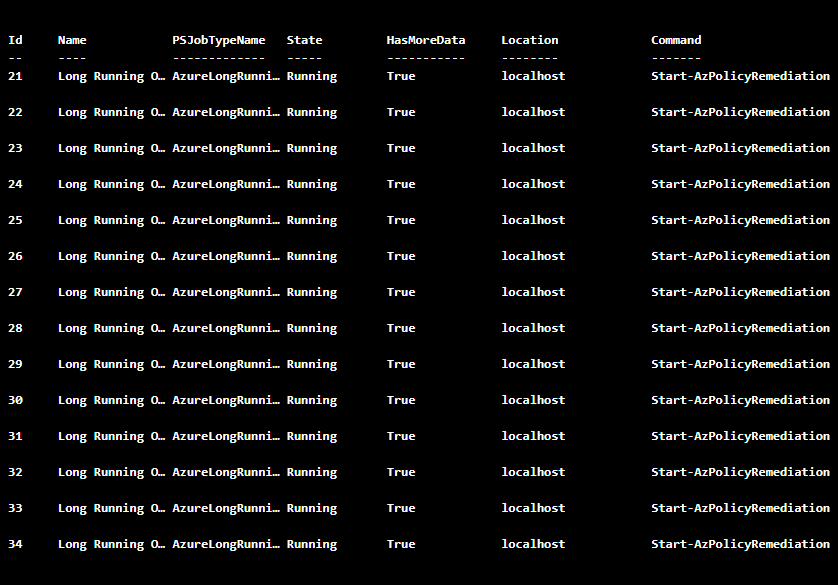 Id Name PSJobTypeName State HasMoreData Location Command
-- ---- ------------- ----- ----------- -------- -------
21 Long Running O… AzureLongRunni… Running True localhost Start-AzPolicyRemediation
22 Long Running O… AzureLongRunni… Running True localhost Start-AzPolicyRemediation
23 Long Running O… AzureLongRunni… Running True localhost Start-AzPolicyRemediation
24 Long Running O… AzureLongRunni… Running True localhost Start-AzPolicyRemediation
25 Long Running O… AzureLongRunni… Running True localhost Start-AzPolicyRemediation
26 Long Running O… AzureLongRunni… Running True localhost Start-AzPolicyRemediation
27 Long Running O… AzureLongRunni… Running True localhost Start-AzPolicyRemediation
28 Long Running O… AzureLongRunni… Running True localhost Start-AzPolicyRemediation
29 Long Running O… AzureLongRunni… Running True localhost Start-AzPolicyRemediation
30 Long Running O… AzureLongRunni… Running True localhost Start-AzPolicyRemediation
31 Long Running O… AzureLongRunni… Running True localhost Start-AzPolicyRemediation
32 Long Running O… AzureLongRunni… Running True localhost Start-AzPolicyRemediation
33 Long Running O… AzureLongRunni… Running True localhost Start-AzPolicyRemediation
34 Long Running O… AzureLongRunni… Running True localhost Start-AzPolicyRemediation